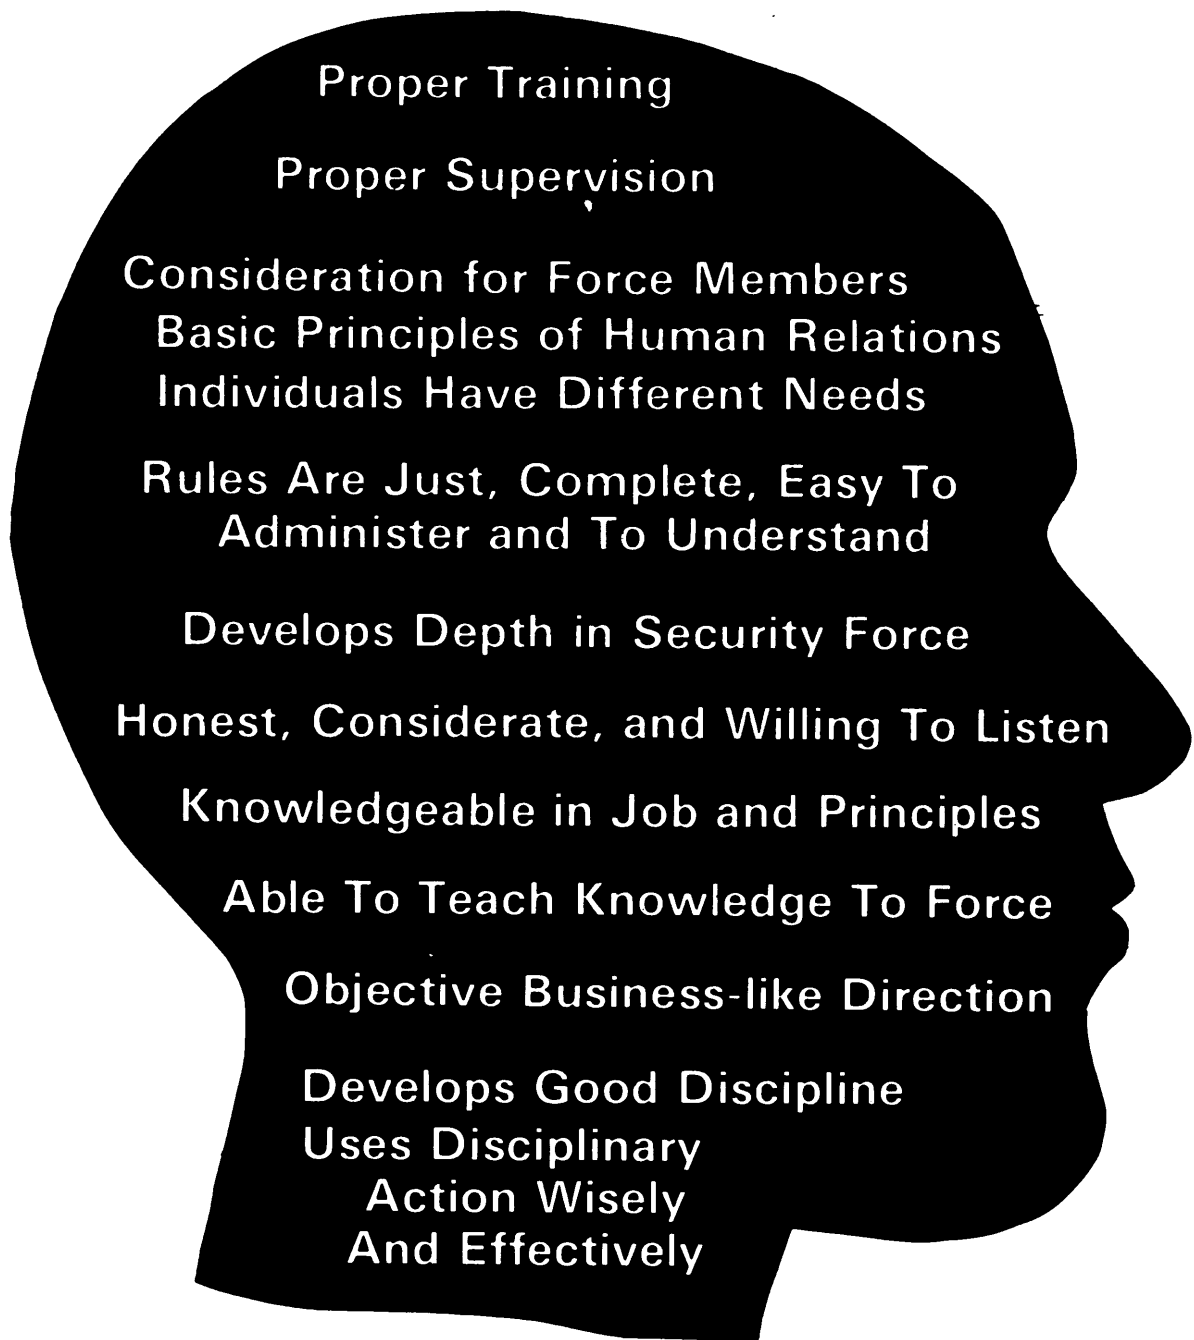 Proper Training
Proper Supervision
Consideration for Force Members
Basic Principles of Human Relations
Individuals Have Different Needs
Rules Are Just, Complete, Easy To
Administer and To Understand
Develops Depth in Security Force
Honest, Considerate, and Willing To Listen
Knowledgeable in Job and Principles
Able To Teach Knowledge To Force
Objective Business-like Direction
Develops Good Discipline
Uses Disciplinary
Action Wisely
And Effectively